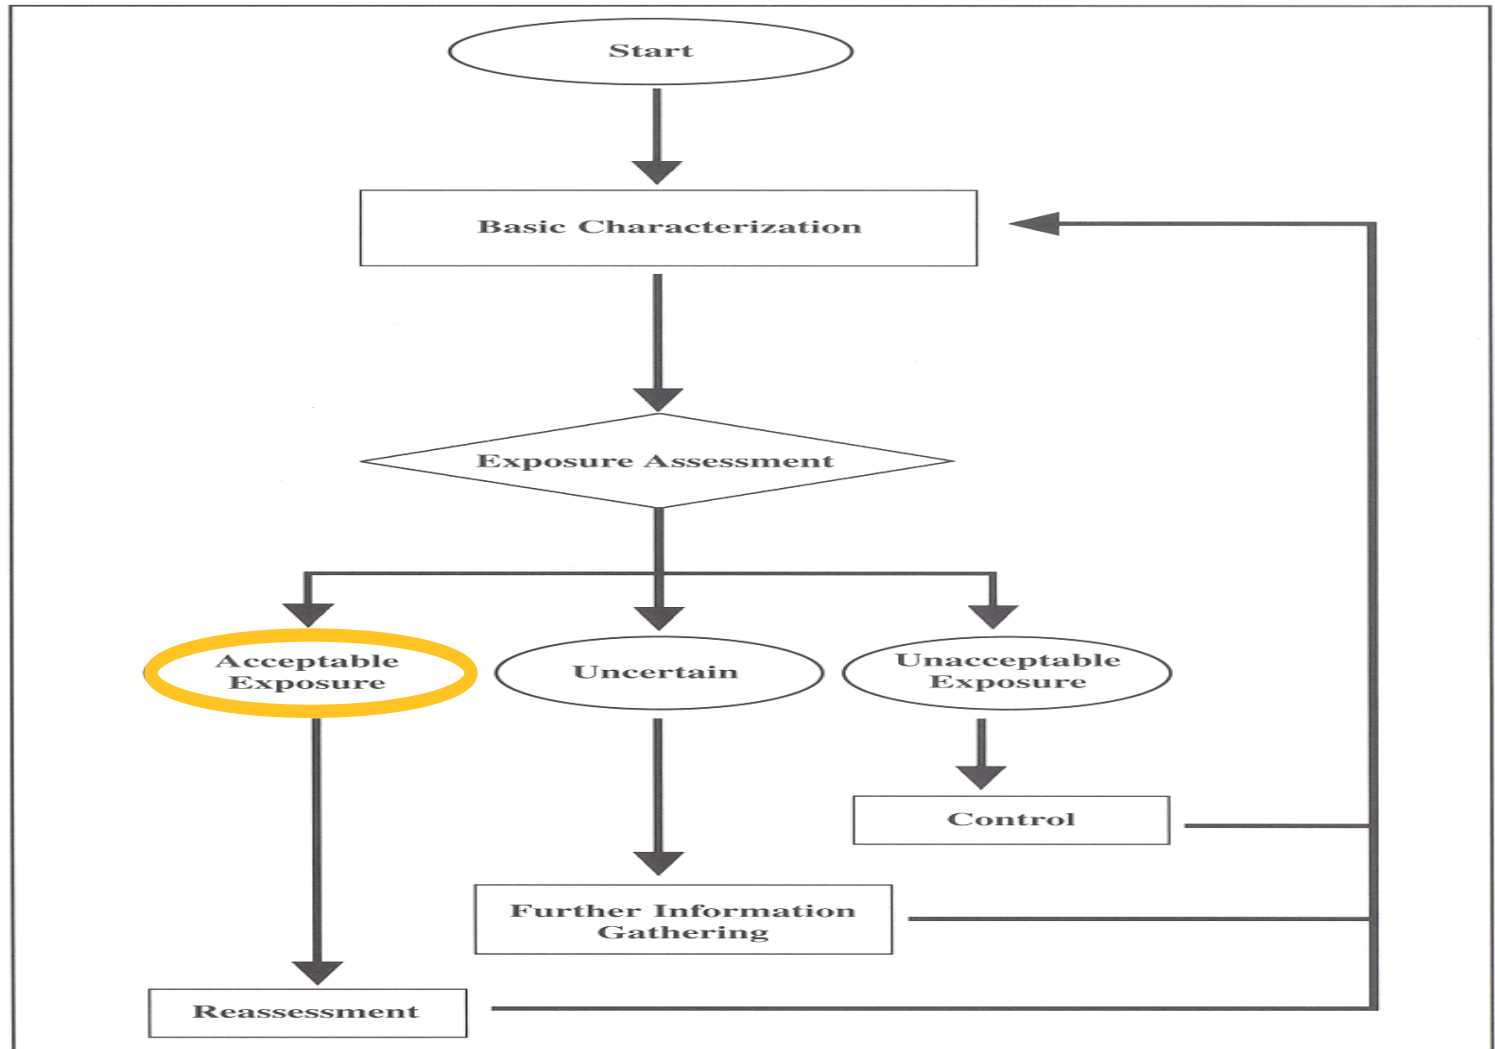 Start
Basic Characterization
Exposure Assessment
Acceptable
Exposure
Uncertain
Unacceptable
Exposure
Control
Further Information
Gathering
Reassessment